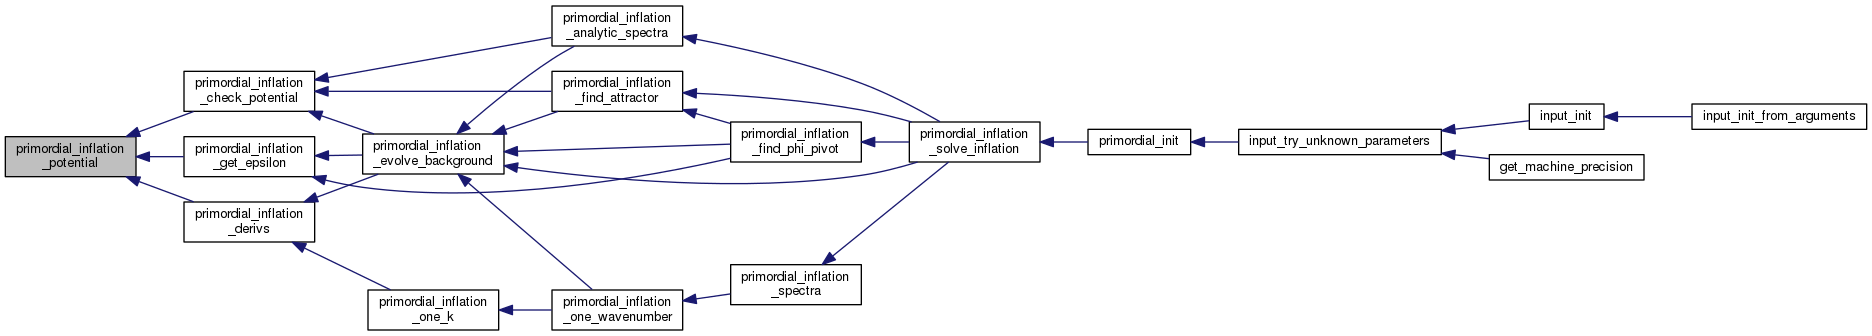 primordial_inflation
_potential
primordial_inflation
_check_potential
primordial_inflation
_get_epsilon
primordial_inflation
_derivs
primordial_inflation
_evolve_background
primordial_inflation
_one_k
primordial_inflation
_analytic_spectra
primordial_inflation
_find_attractor
primordial_inflation
_one_wavenumber
primordial_inflation
_find_phi_pivot
primordial_inflation
_spectra
primordial_inflation
_solve_inflation
primordial_init
input_try_unknown_parameters
input_init
get_machine_precision
input_init_from_arguments